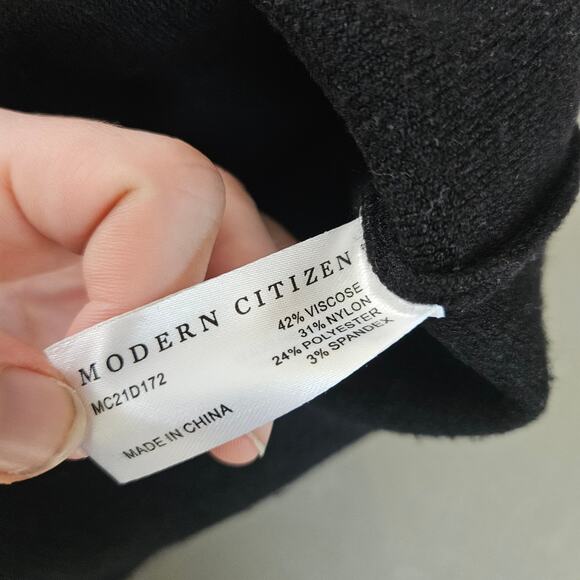 MODERN CITIZEN
MC21D172
MADE IN CHINA
42% VISCOSE
31% NYLON
24% POLYESTER
3% SPANDEX